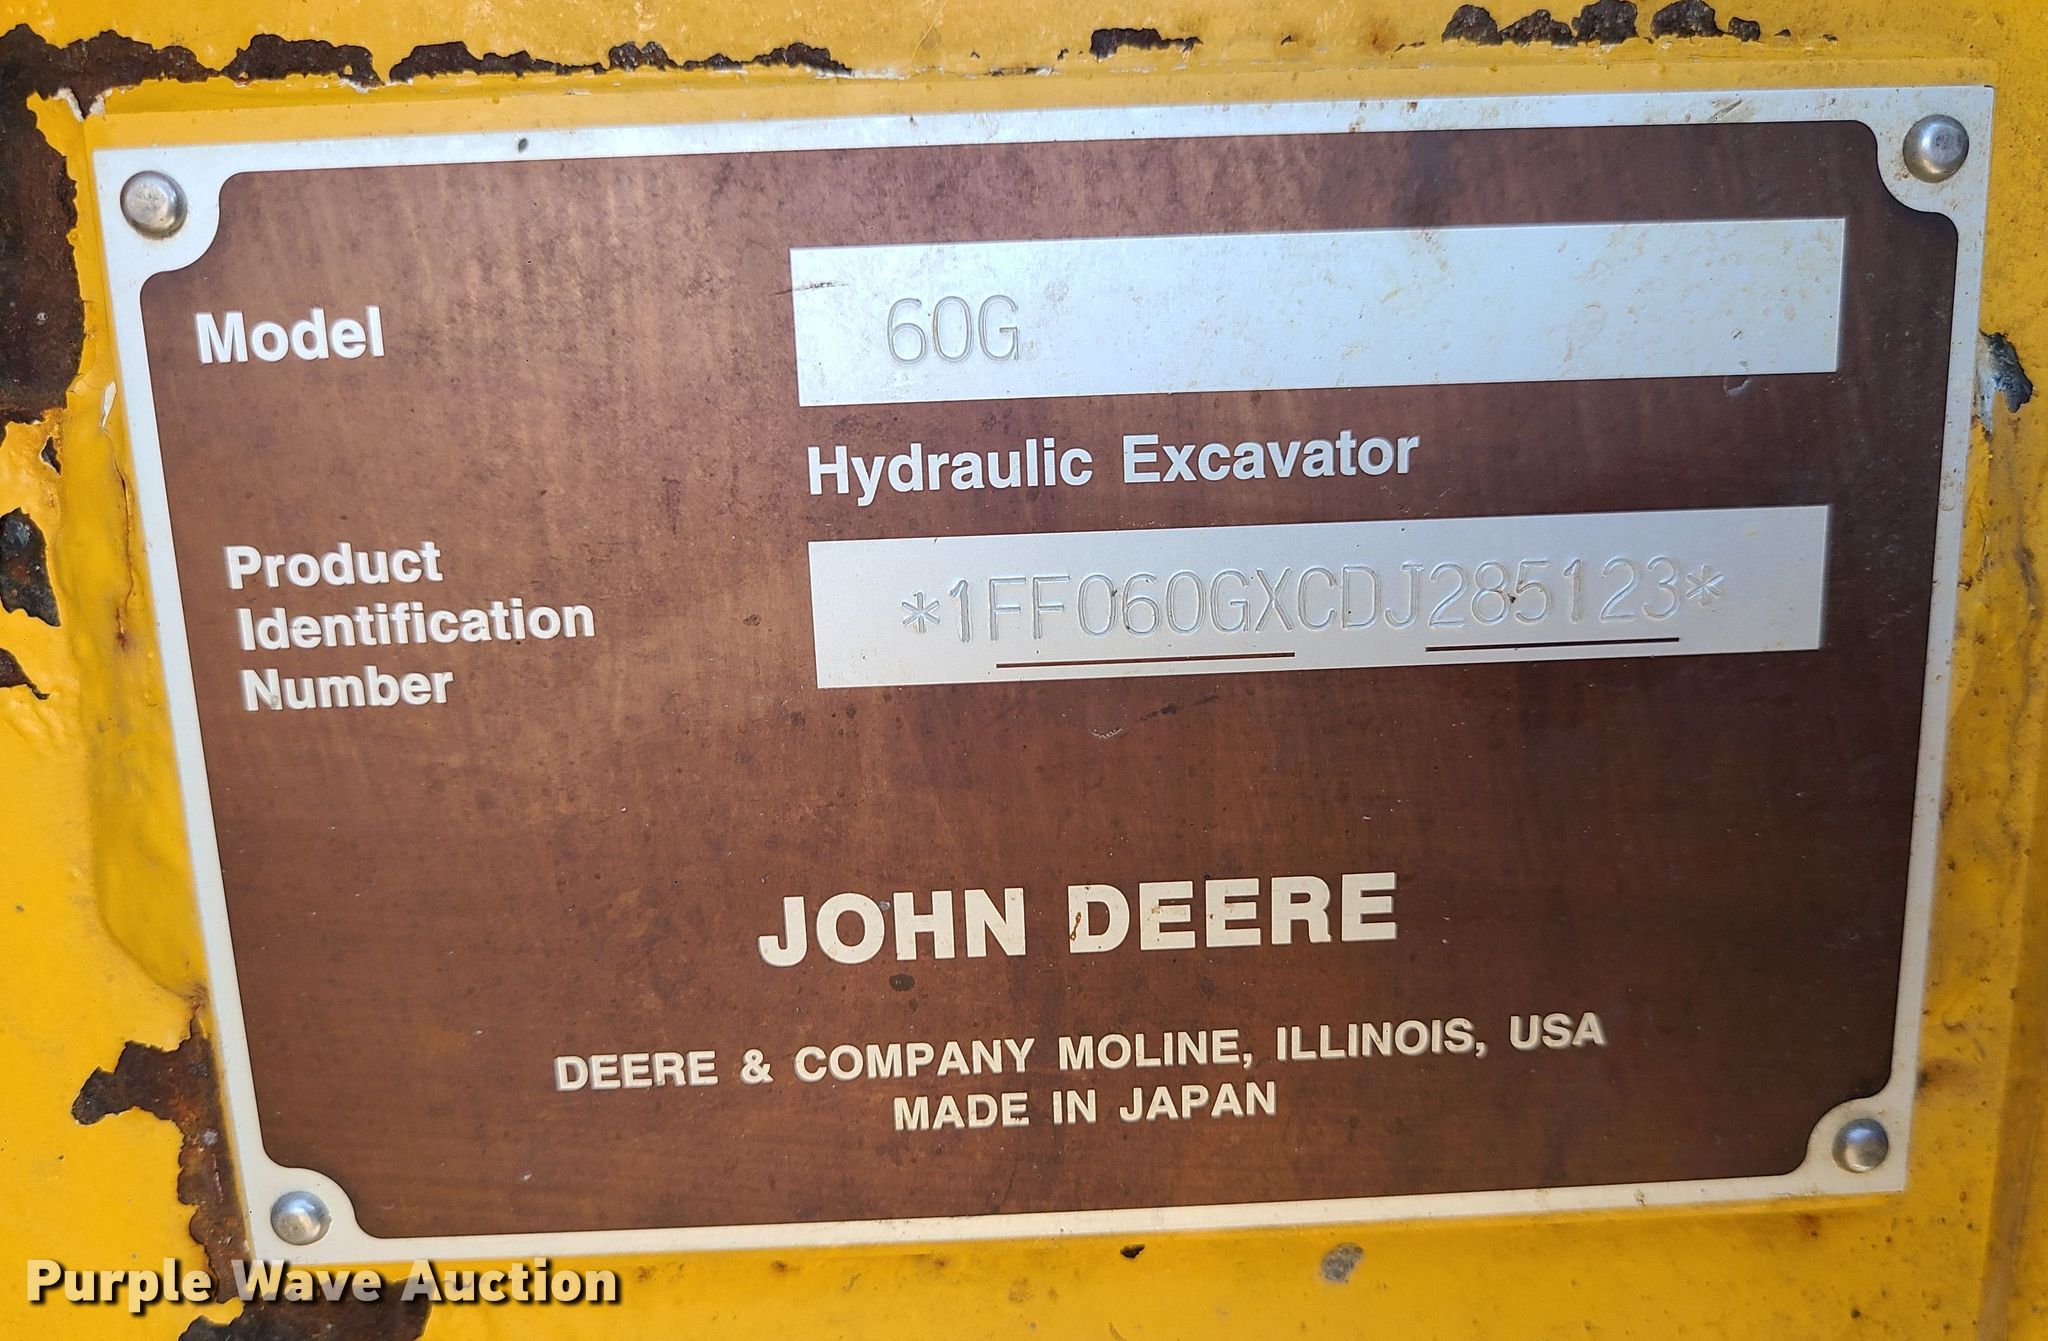 Model
60G
Hydraulic Excavator
Product
Identification
Number
*1FF060GXCDJ285123*
JOHN DEERE
DEERE & COMPANY MOLINE, ILLINOIS, USA
MADE IN JAPAN
Purple Wave Auction